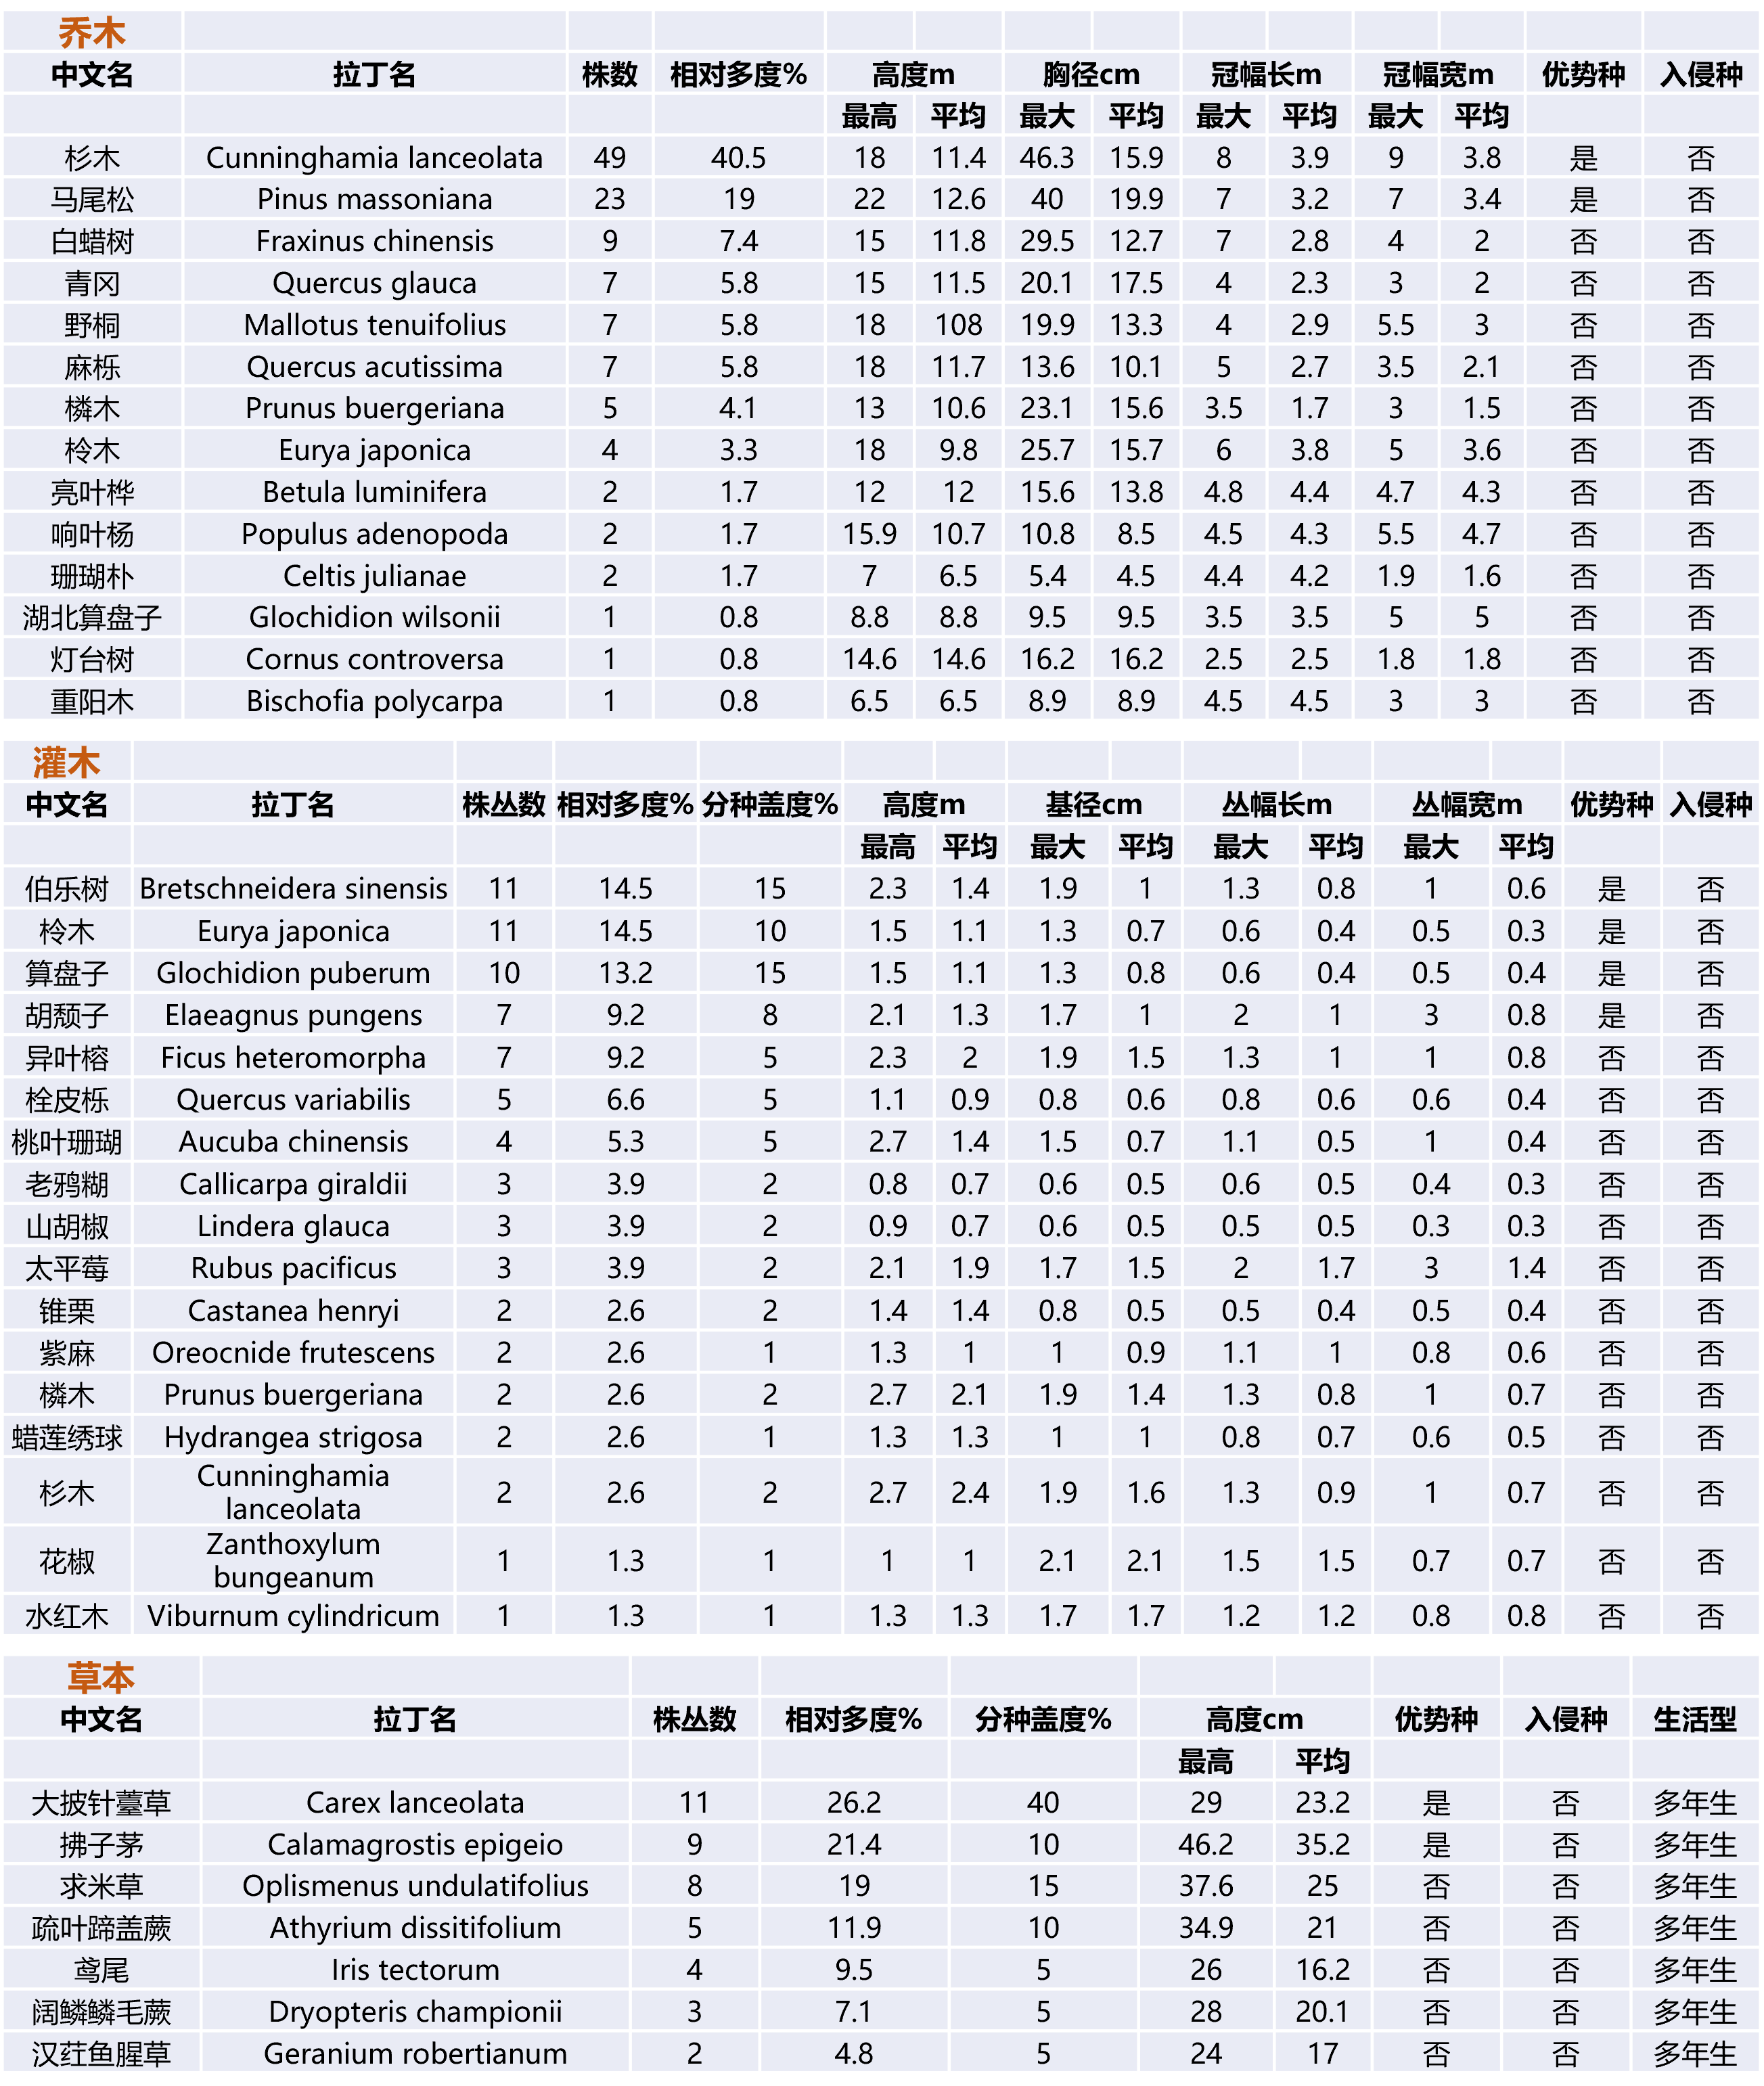 乔木
中文名 拉丁名 株数 相对多度% 高度m 胸径cm 冠幅长m 冠幅宽m 优势种 入侵种
最高 平均 最大 平均 最大 平均 最大 平均
杉木 Cunninghamia lanceolata 49 40.5 18 11.4 46.3 15.9 8 3.9 9 3.8 是 否
马尾松 Pinus massoniana 23 19 22 12.6 40 19.9 7 3.2 7 3.4 是 否
白蜡树 Fraxinus chinensis 9 7.4 15 11.8 29.5 12.7 7 2.8 4 2 否 否
青冈 Quercus glauca 7 5.8 15 11.5 20.1 17.5 4 2.3 3 2 否 否
野桐 Mallotus tenuifolius 7 5.8 18 108 19.9 13.3 4 2.9 5.5 3 否 否
麻栎 Quercus acutissima 7 5.8 18 11.7 13.6 10.1 5 2.7 3.5 2.1 否 否
橉木 Prunus buergeriana 5 4.1 13 10.6 23.1 15.6 3.5 1.7 3 1.5 否 否
柃木 Eurya japonica 4 3.3 18 9.8 25.7 15.7 6 3.8 5 3.6 否 否
亮叶桦 Betula luminifera 2 1.7 12 12 15.6 13.8 4.8 4.4 4.7 4.3 否 否
响叶杨 Populus adenopoda 2 1.7 15.9 10.7 10.8 8.5 4.5 4.3 5.5 4.7 否 否
珊瑚朴 Celtis julianae 2 1.7 7 6.5 5.4 4.5 4.4 4.2 1.9 1.6 否 否
湖北算盘子 Glochidion wilsonii 1 0.8 8.8 8.8 9.5 9.5 3.5 3.5 5 5 否 否
灯台树 Cornus controversa 1 0.8 14.6 14.6 16.2 16.2 2.5 2.5 1.8 1.8 否 否
重阳木 Bischofia polycarpa 1 0.8 6.5 6.5 8.9 8.9 4.5 4.5 3 3 否 否
灌木
中文名 拉丁名 株丛数 相对多度% 分种盖度% 高度m 基径cm 丛幅长m 丛幅宽m 优势种 入侵种
最高 平均 最大 平均 最大 平均 最大 平均
伯乐树 Bretschneidera sinensis 11 14.5 15 2.3 1.4 1.9 1 1.3 0.8 1 0.6 是 否
柃木 Eurya japonica 11 14.5 10 1.5 1.1 1.3 0.7 0.6 0.4 0.5 0.3 是 否
算盘子 Glochidion puberum 10 13.2 15 1.5 1.1 1.3 0.8 0.6 0.4 0.5 0.4 是 否
胡颓子 Elaeagnus pungens 7 9.2 8 2.1 1.3 1.7 1 2 1 3 0.8 是 否
异叶榕 Ficus heteromorpha 7 9.2 5 2.3 2 1.9 1.5 1.3 1 1 0.8 否 否
栓皮栎 Quercus variabilis 5 6.6 5 1.1 0.9 0.8 0.6 0.8 0.6 0.6 0.4 否 否
桃叶珊瑚 Aucuba chinensis 4 5.3 5 2.7 1.4 1.5 0.7 1.1 0.5 1 0.4 否 否
老鸦糊 Callicarpa giraldii 3 3.9 2 0.8 0.7 0.6 0.5 0.6 0.5 0.4 0.3 否 否
山胡椒 Lindera glauca 3 3.9 2 0.9 0.7 0.6 0.5 0.5 0.5 0.3 0.3 否 否
太平莓 Rubus pacificus 3 3.9 2 2.1 1.9 1.7 1.5 2 1.7 3 1.4 否 否
锥栗 Castanea henryi 2 2.6 2 1.4 1.4 0.8 0.5 0.5 0.4 0.5 0.4 否 否
紫麻 Oreocnide frutescens 2 2.6 1 1.3 1 1 0.9 1.1 1 0.8 0.6 否 否
橉木 Prunus buergeriana 2 2.6 2 2.7 2.1 1.9 1.4 1.3 0.8 1 0.7 否 否
蜡莲绣球 Hydrangea strigosa 2 2.6 1 1.3 1.3 1 1 0.8 0.7 0.6 0.5 否 否
杉木 Cunninghamia
lanceolata 2 2.6 2 2.7 2.4 1.9 1.6 1.3 0.9 1 0.7 否 否
花椒 Zanthoxylum
bungeanum 1 1.3 1 1 1 2.1 2.1 1.5 1.5 0.7 0.7 否 否
水红木 Viburnum cylindricum 1 1.3 1 1.3 1.3 1.7 1.7 1.2 1.2 0.8 0.8 否 否
草本
中文名 拉丁名 株丛数 相对多度% 分种盖度% 高度cm 优势种 入侵种 生活型
最高 平均
大披针薹草 Carex lanceolata 11 26.2 40 29 23.2 是 否 多年生
拂子茅 Calamagrostis epigeio 9 21.4 10 46.2 35.2 是 否 多年生
求米草 Oplismenus undulatifolius 8 19 15 37.6 25 否 否 多年生
疏叶蹄盖蕨 Athyrium dissitifolium 5 11.9 10 34.9 21 否 否 多年生
鸢尾 Iris tectorum 4 9.5 5 26 16.2 否 否 多年生
阔鳞鳞毛蕨 Dryopteris championii 3 7.1 5 28 20.1 否 否 多年生
汉荭鱼腥草 Geranium robertianum 2 4.8 5 24 17 否 否 多年生